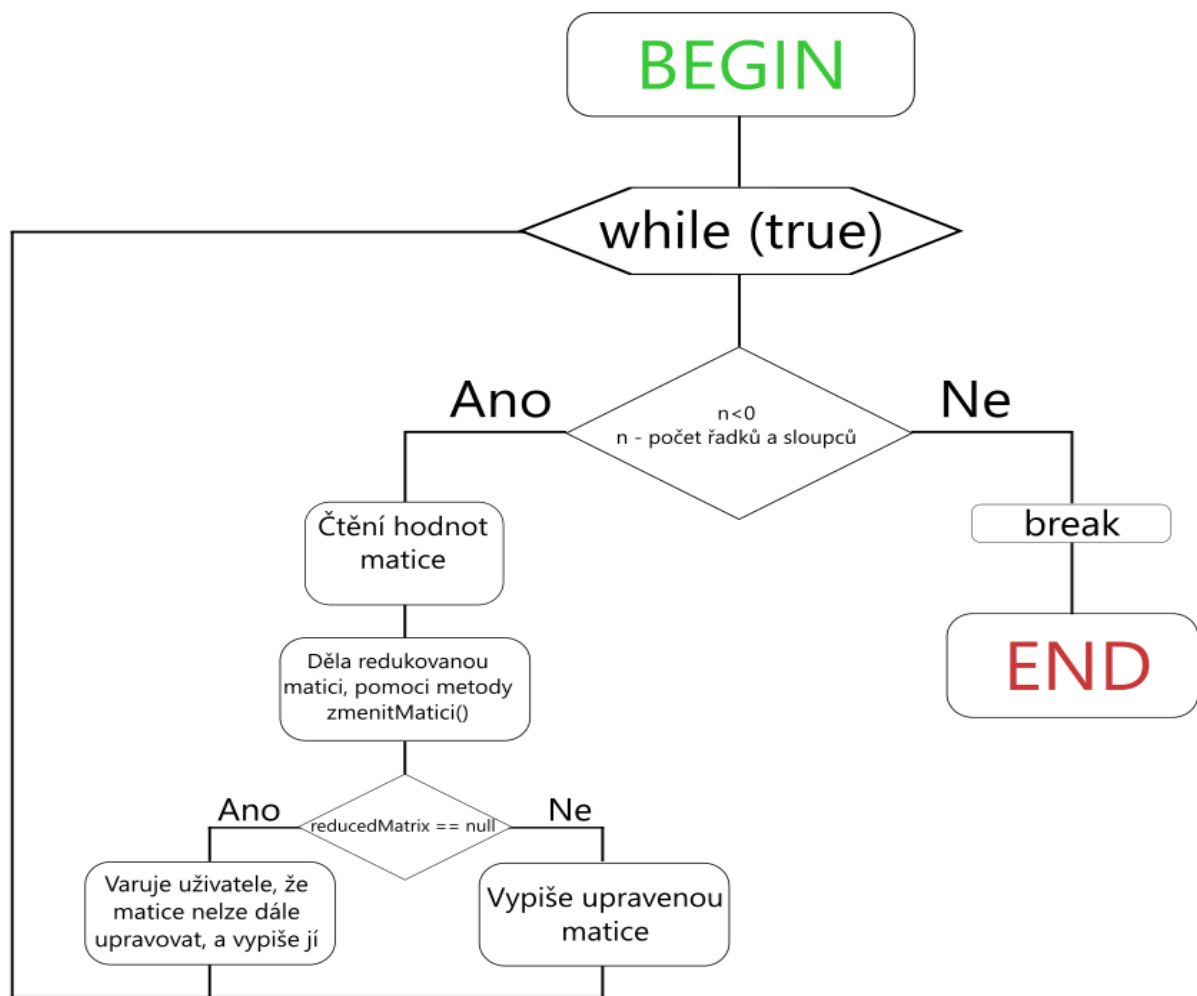 BEGIN
while (true)
Ano
Ne
n<0
n - počet řadků a sloupců
Čtění hodnot
matice
break
Děla redukovanou
matici, pomoci metody
zmenitMatici()
END
Ano
Ne
reducedMatrix == null
Varuje uživatele, že
matice nelze dále
upravovat, a vypiše jí
Vypiše upravenou
matice